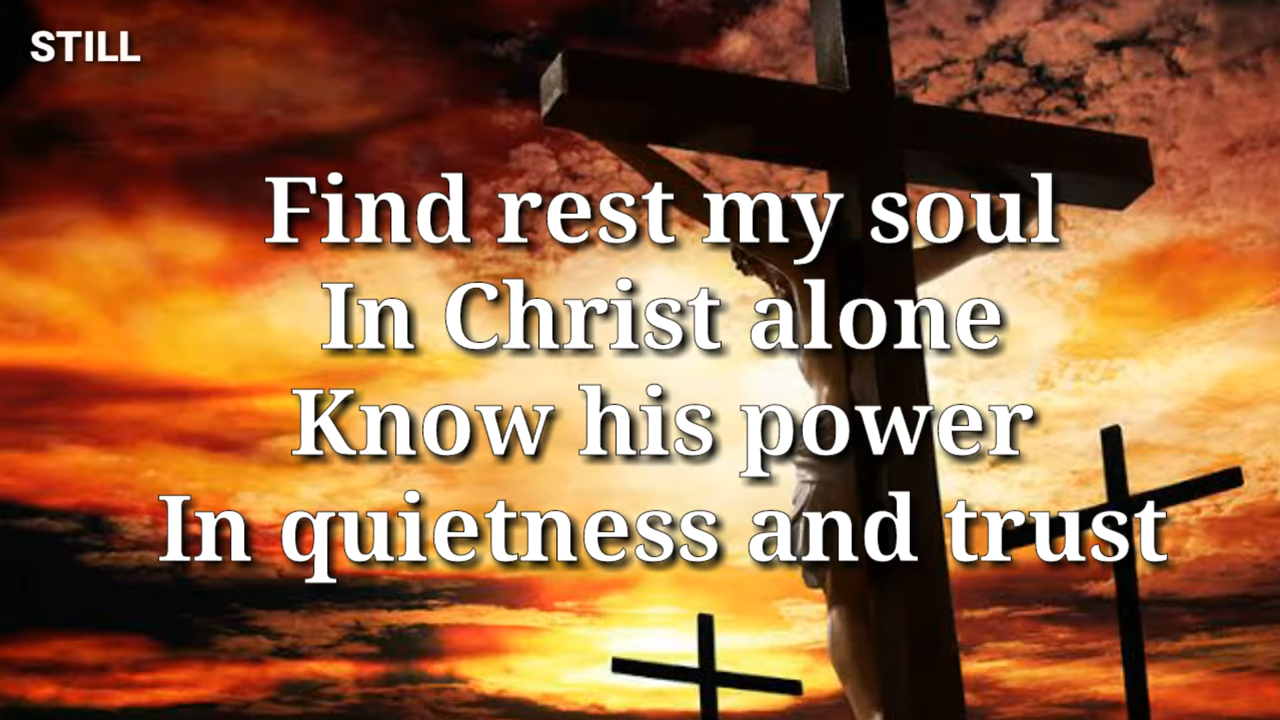 STILL
Find rest my soul
In Christ alone
Know his power
In quietness and trust